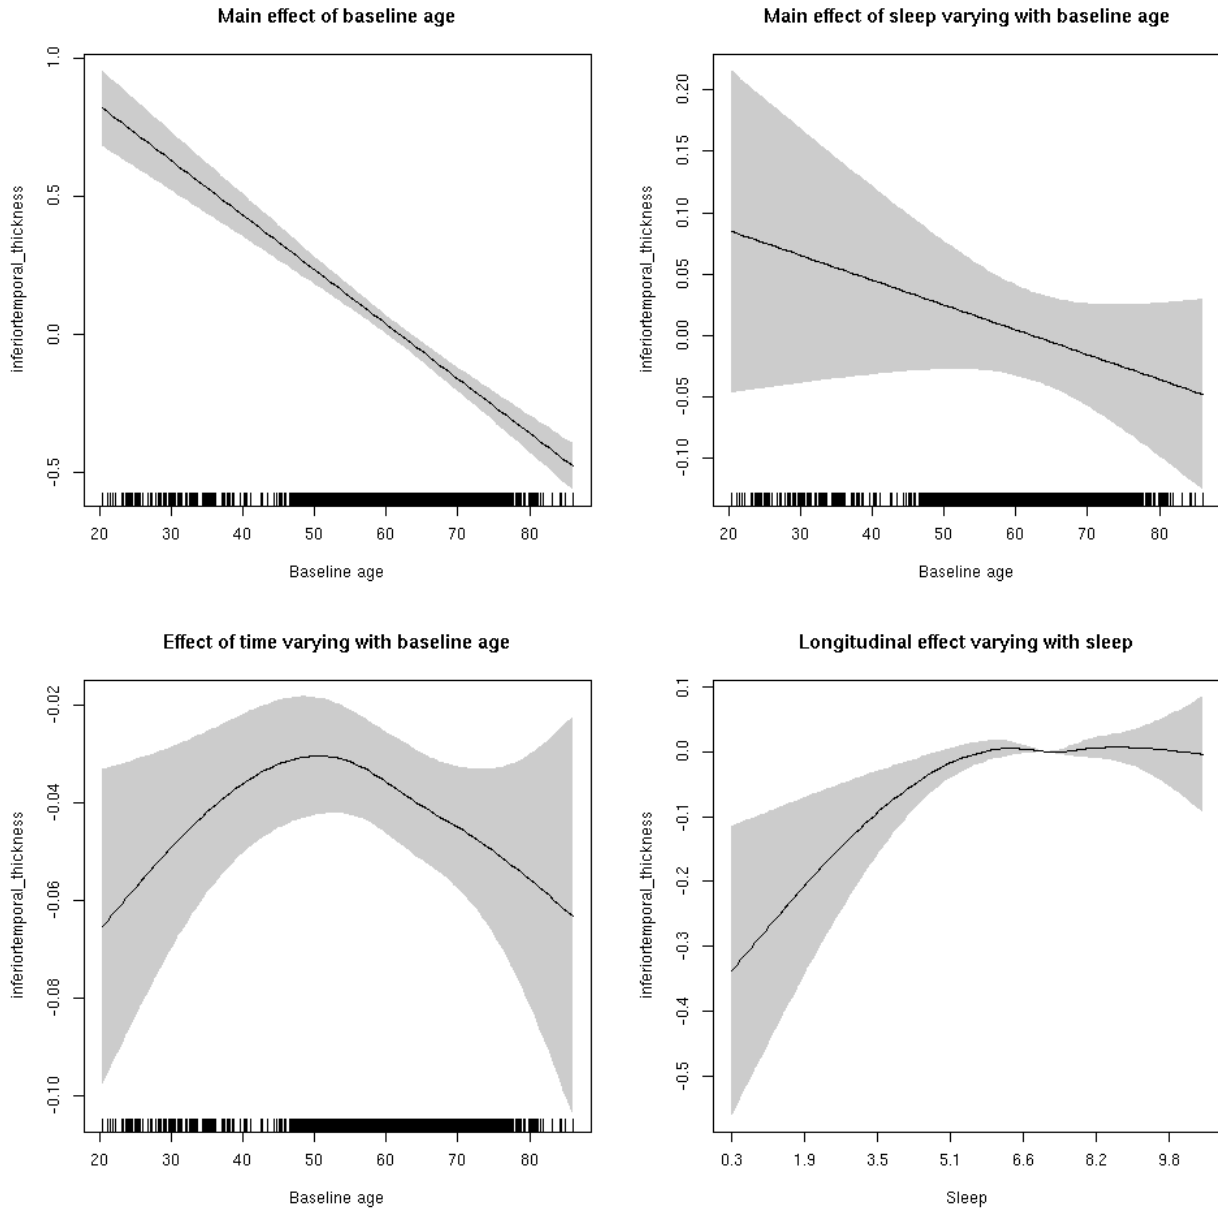 Main effect of baseline age
inferiortemporal_thickness
1.0
0.5
0.0
-0.5
20 30 40 50 60 70 80
Baseline age
Main effect of sleep varying with baseline age
inferiortemporal_thickness
0.20
0.15
0.10
0.05
0.00
-0.05
-0.10
20 30 40 50 60 70 80
Baseline age
Effect of time varying with baseline age
inferiortemporal_thickness
-0.02
-0.04
-0.06
-0.08
-0.10
20 30 40 50 60 70 80
Baseline age
Longitudinal effect varying with sleep
inferiortemporal_thickness
0.1
0.0
-0.1
-0.2
-0.3
-0.4
-0.5
0.3 1.9 3.5 5.1 6.6 8.2 9.8
Sleep